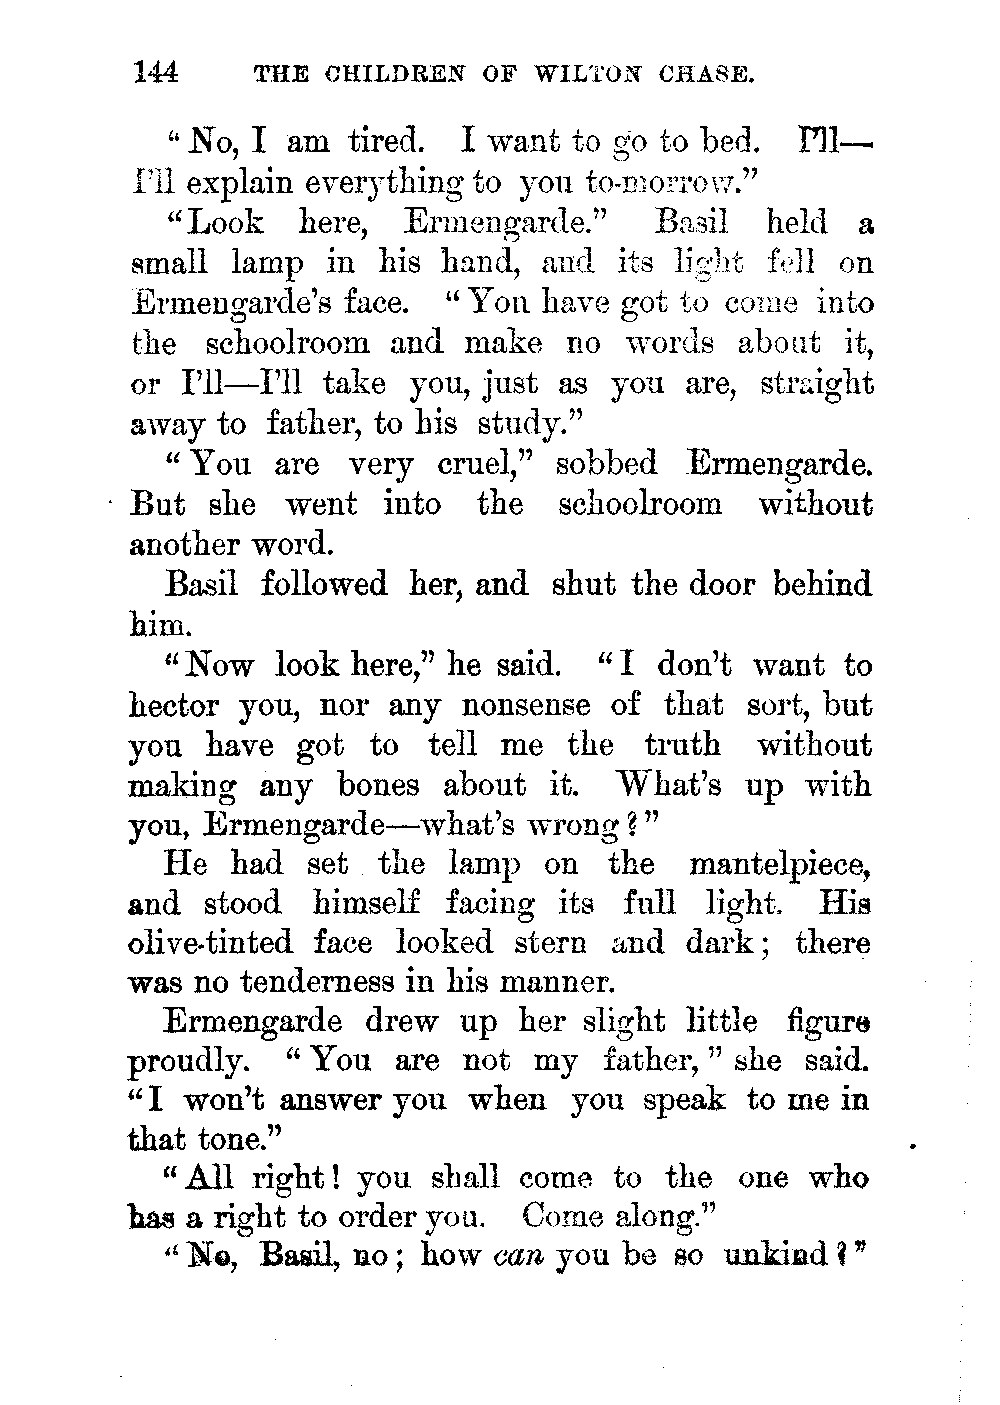 144 THE CHILDREN OF WILTON CHASE.
“No, I am tired. I want to go to bed. I’ll—
I’ll explain everything to you to-morrow.”
“Look here, Ermengarde.” Basil held a
small lamp in his hand, and its light fell on
Ermengarde’s face. “You have got to come into
the schoolroom and make no words about it,
or I’ll—I’ll take you, just as you are, straight
away to father, to his study.”
“You are very cruel,” sobbed Ermengarde.
But she went into the schoolroom without
another word.
Basil followed her, and shut the door behind
him.
“Now look here,” he said. “I don’t want to
hector you, nor any nonsense of that sort, but
you have got to tell me the truth without
making any bones about it. What’s up with
you, Ermengarde—what’s wrong?”
He had set the lamp on the mantelpiece,
and stood himself facing its full light. His
olive-tinted face looked stern and dark; there
was no tenderness in his manner.
Ermengarde drew up her slight little figure
proudly. “You are not my father,” she said.
“I won’t answer you when you speak to me in
that tone.”
“All right! you shall come to the one who
has a right to order you. Come along.”
“No, Basil, no; how can you be so unkind?”